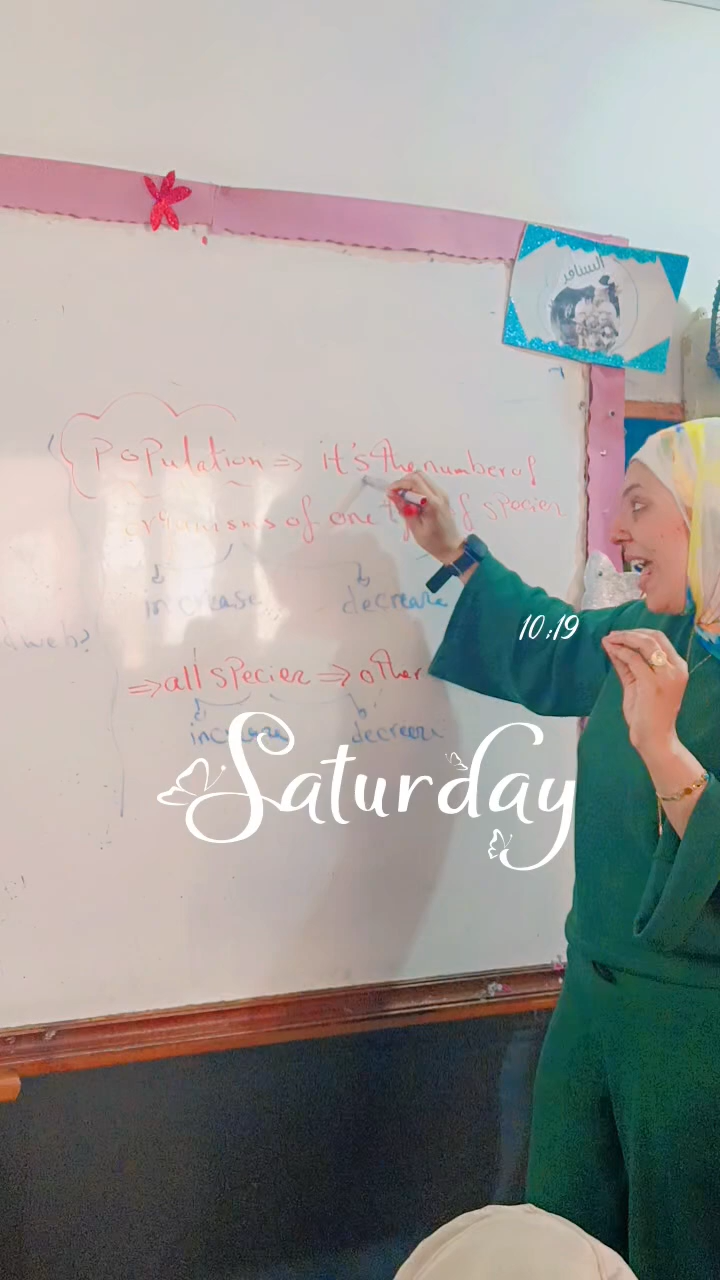 السنافر
Population => it's the number of
organisms of one type of species
increase decrease
web?
10:19
=> all species => other
increase decrease
Saturday